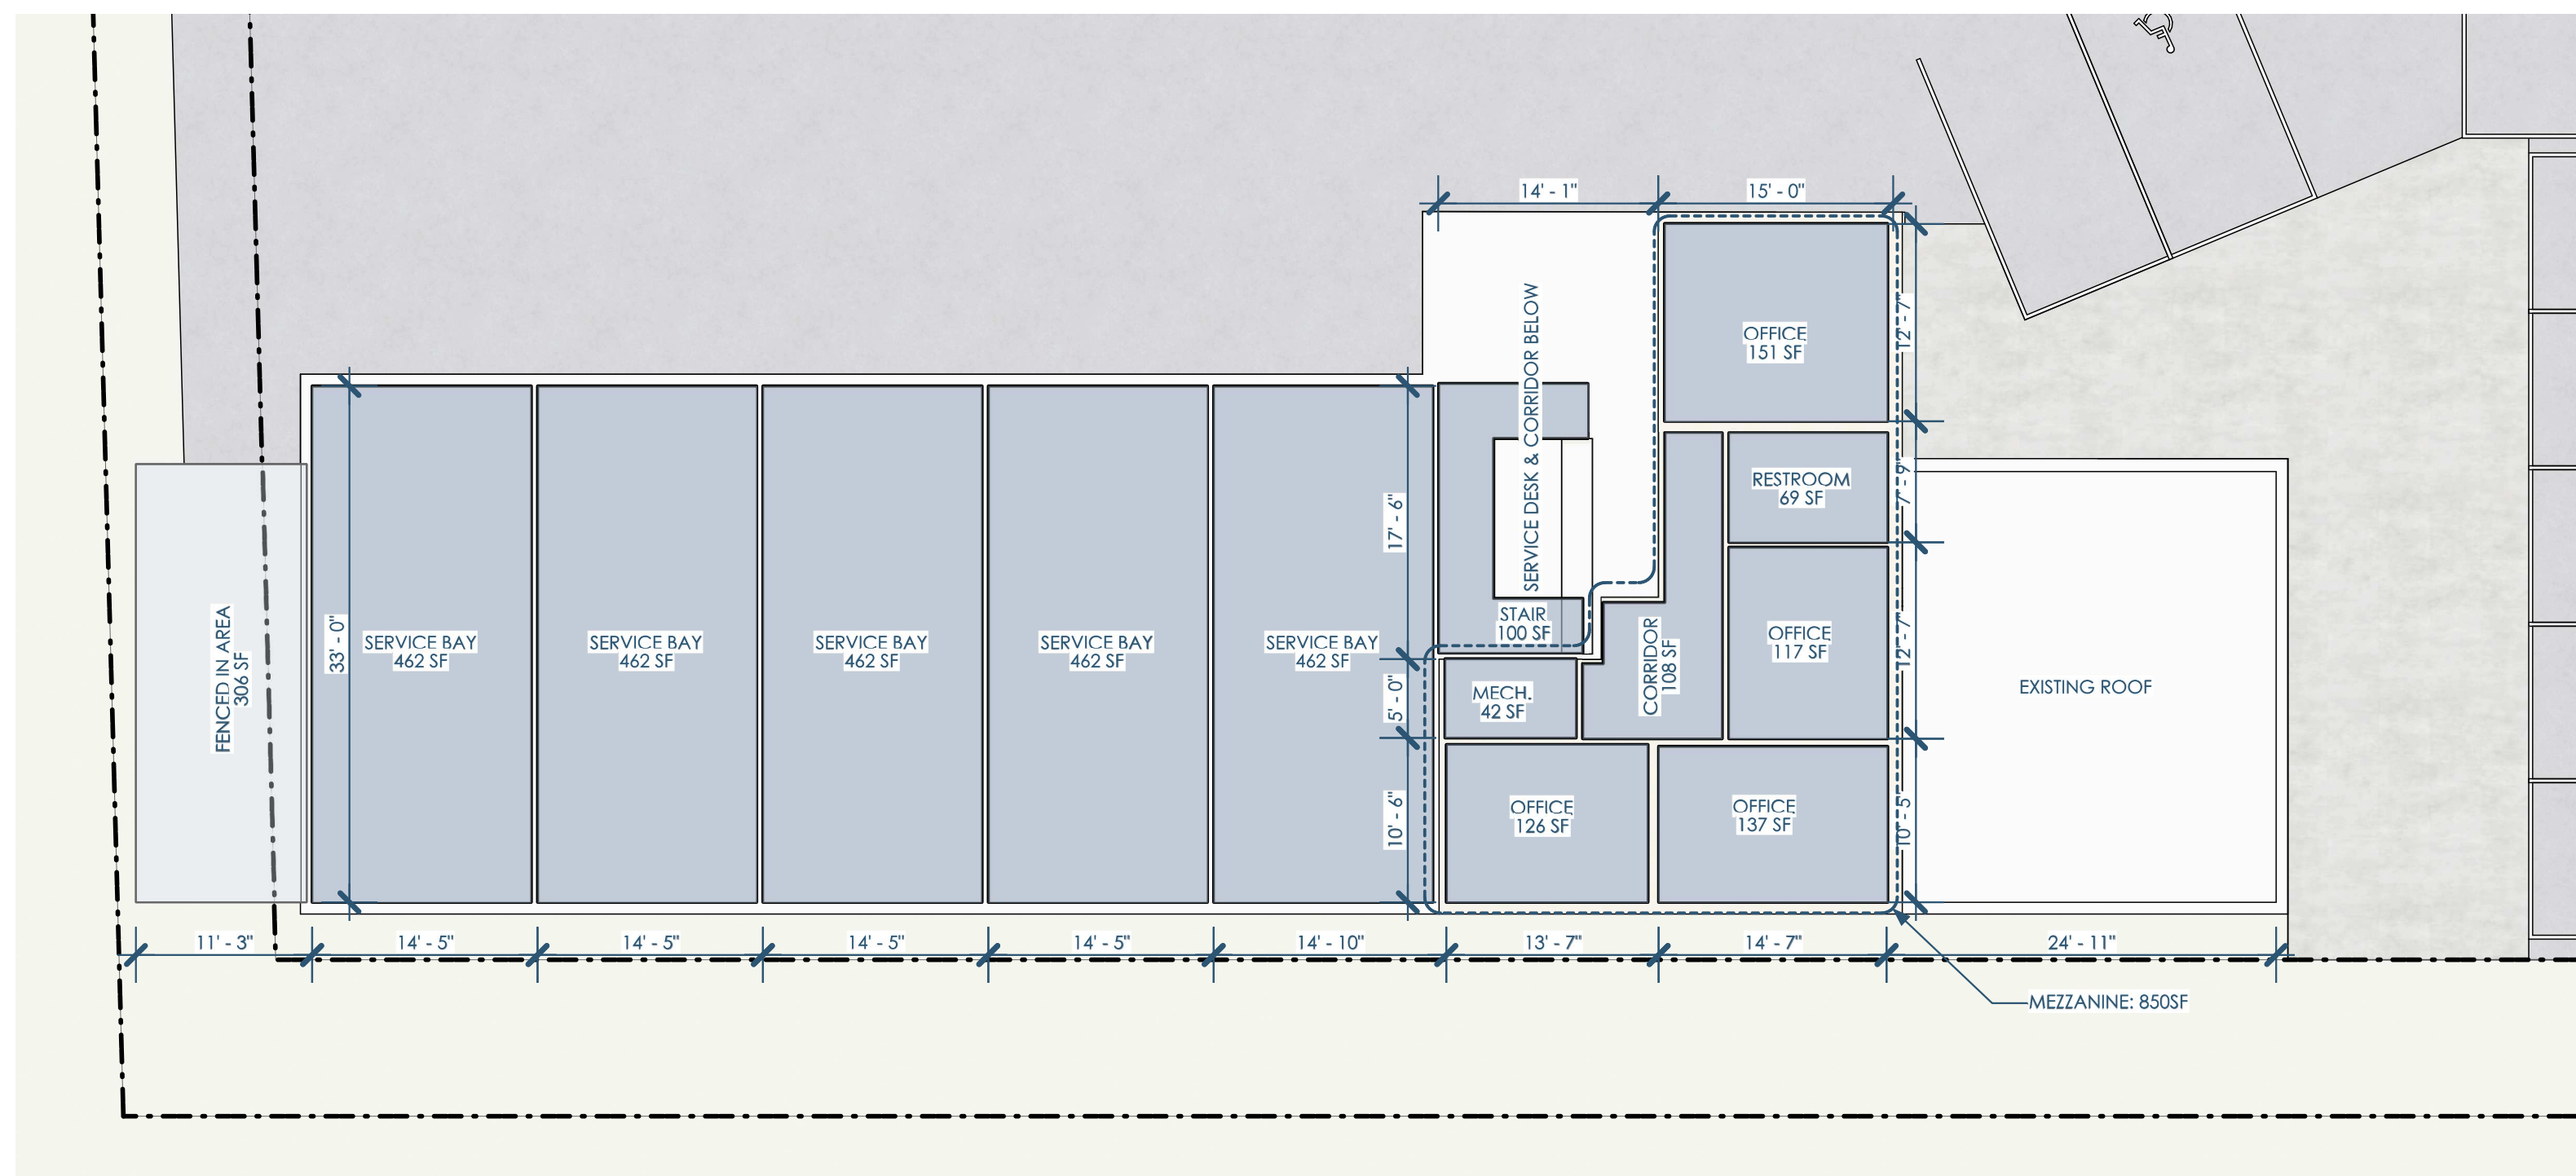 14' - 1"
15' - 0"
12' - 7"
OFFICE
151 SF
SERVICE DESK & CORRIDOR BELOW
RESTROOM
69 SF
7' - 9"
17' - 6"
33' - 0"
FENCED IN AREA
306 SF
SERVICE BAY
462 SF
SERVICE BAY
462 SF
SERVICE BAY
462 SF
SERVICE BAY
462 SF
SERVICE BAY
462 SF
STAIR
100 SF
CORRIDOR
108 SF
OFFICE
117 SF
12' - 7"
EXISTING ROOF
5' - 0"
MECH.
42 SF
10' - 6"
OFFICE
126 SF
OFFICE
137 SF
10' - 5"
11' - 3"
14' - 5"
14' - 5"
14' - 5"
14' - 5"
14' - 10"
13' - 7"
14' - 7"
24' - 11"
MEZZANINE: 850SF